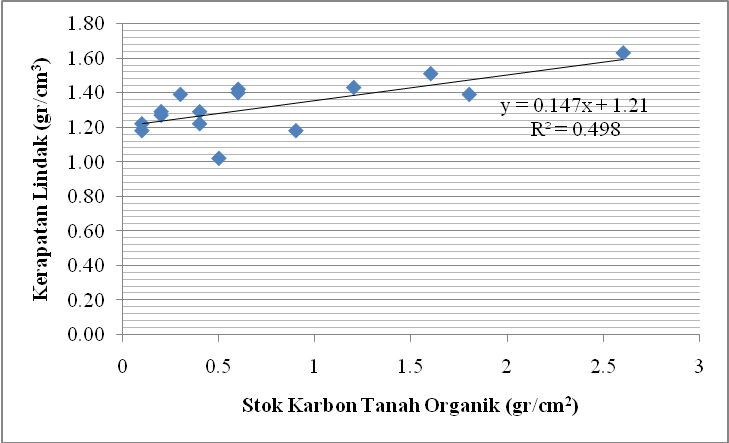 1.80
1.60
1.40
1.20
1.00
0.80
0.60
0.40
0.20
0.00
Kerapatan Lindak (gr/cm³)
y = 0.147x + 1.21
R² = 0.498
0 0.5 1 1.5 2 2.5 3
Stok Karbon Tanah Organik (gr/cm²)